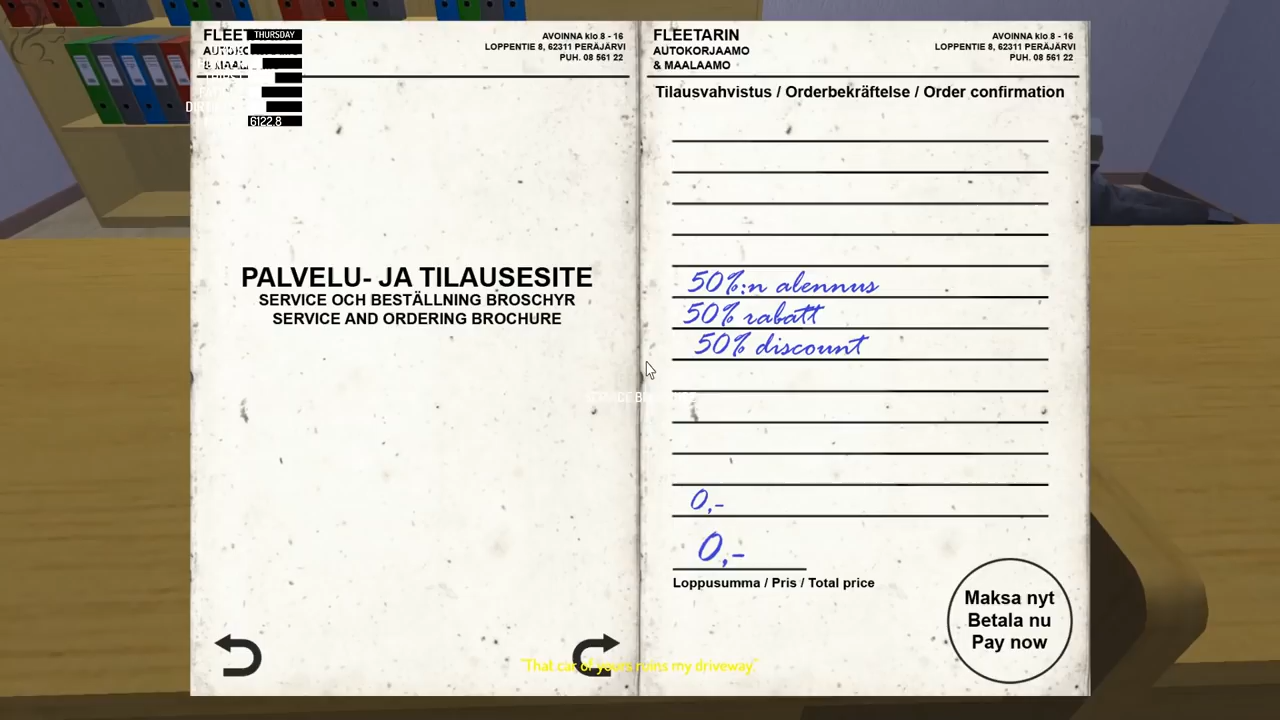 THURSDAY
6122.8
FLEET
AUTOKO
& MAALA
AVOINNA klo 8 - 16
LOPPENTIE 8, 62311 PERÄJÄRVI
PUH. 08 561 22
PALVELU- JA TILAUSESITE
SERVICE OCH BESTÄLLNING BROSCHYR
SERVICE AND ORDERING BROCHURE
FLEETARIN
AUTOKORJAAMO
& MAALAAMO
AVOINNA klo 8 - 16
LOPPENTIE 8, 62311 PERÄJÄRVI
PUH. 08 561 22
Tilausvahvistus / Orderbekräftelse / Order confirmation
50%:n alennus
50% rabatt
50% discount
0,-
0,-
Loppusumma / Pris / Total price
Maksa nyt
Betala nu
Pay now
"That car of yours ruins my driveway"